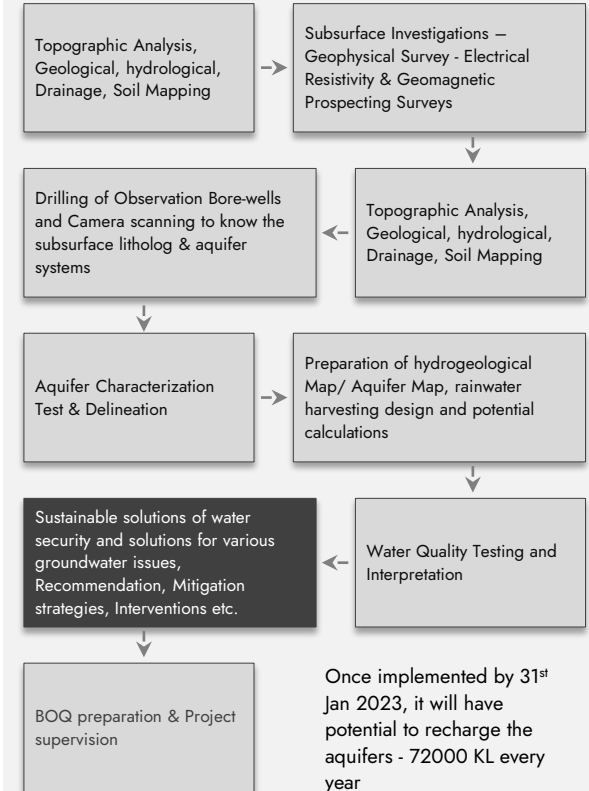 Topographic Analysis,
Geological, hydrological,
Drainage, Soil Mapping
Subsurface Investigations –
Geophysical Survey - Electrical
Resistivity & Geomagnetic
Prospecting Surveys
Topographic Analysis,
Geological, hydrological,
Drainage, Soil Mapping
Drilling of Observation Bore-wells
and Camera scanning to know the
subsurface litholog & aquifer
systems
Aquifer Characterization
Test & Delineation
Preparation of hydrogeological
Map/ Aquifer Map, rainwater
harvesting design and potential
calculations
Water Quality Testing and
Interpretation
Sustainable solutions of water
security and solutions for various
groundwater issues,
Recommendation, Mitigation
strategies, Interventions etc.
BOQ preparation & Project
supervision
Once implemented by 31st
Jan 2023, it will have
potential to recharge the
aquifers - 72000 KL every
year